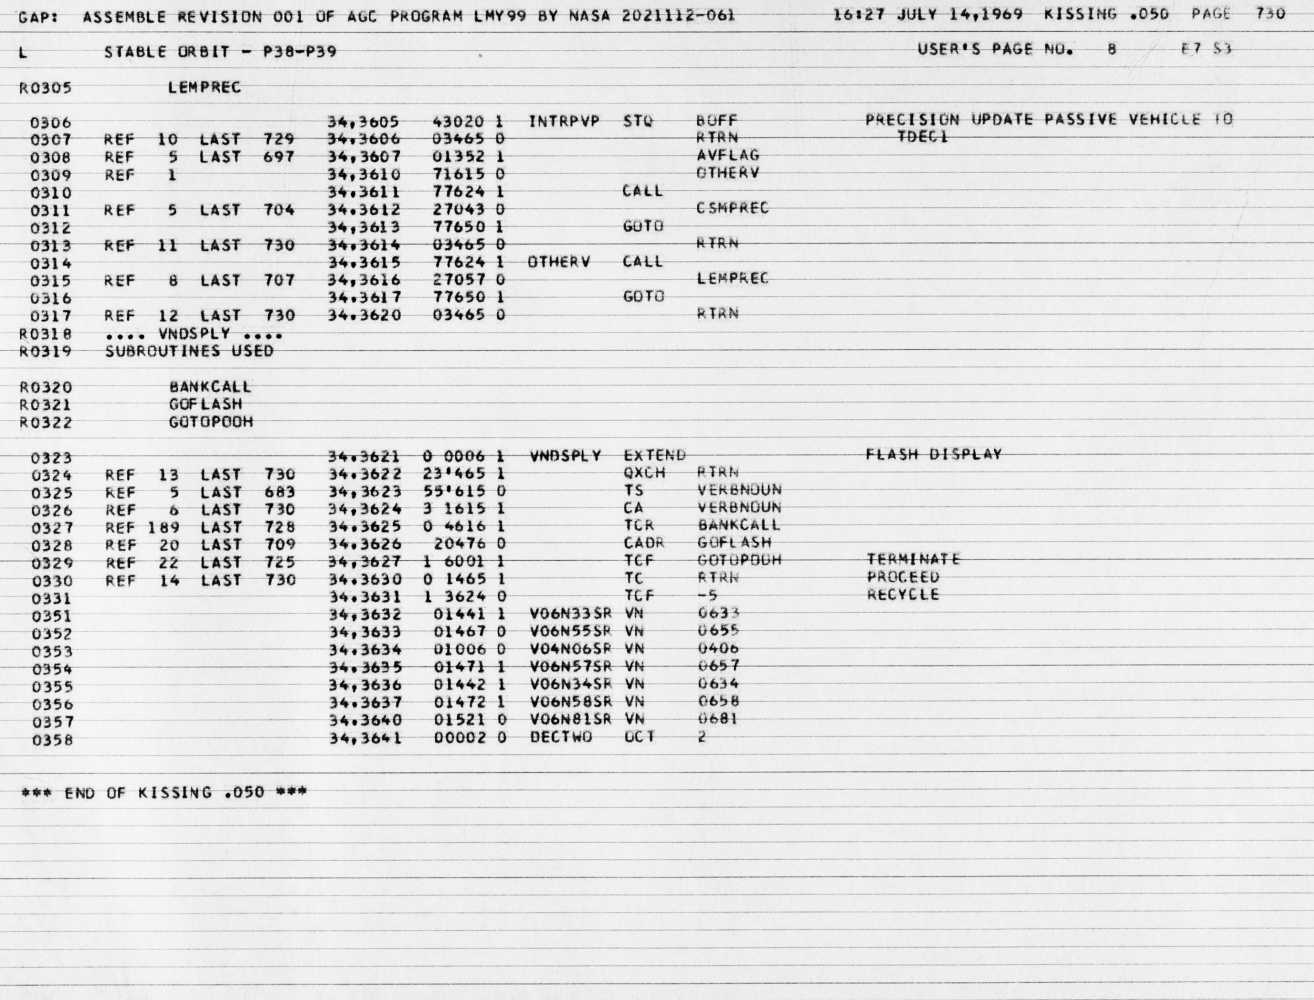 GAP: ASSEMBLE REVISION 001 OF AGC PROGRAM LMY99 BY NASA 2021112-061 16:27 JULY 14,1969 KISSING .050 PAGE 730
L STABLE ORBIT - P38-P39 USER'S PAGE NO. 8 E7 S3
R0305 LEMPREC
0306 34,3605 43020 1 INTRPVP STQ BOFF PRECISION UPDATE PASSIVE VEHICLE TO
0307 REF 10 LAST 729 34,3606 03465 0 RTRN TDEC1
0308 REF 5 LAST 697 34,3607 01352 1 AVFLAG
0309 REF 1 34,3610 71615 0 OTHERV
0310 34,3611 77624 1 CALL
0311 REF 5 LAST 704 34,3612 27043 0 CSMPREC
0312 34,3613 77650 1 GOTO
0313 REF 11 LAST 730 34,3614 03465 0 RTRN
0314 34,3615 77624 1 OTHERV CALL
0315 REF 8 LAST 707 34,3616 27057 0 LEMPREC
0316 34,3617 77650 1 GOTO
0317 REF 12 LAST 730 34,3620 03465 0 RTRN
R0318 .... VNDSPLY ....
R0319 SUBROUTINES USED
R0320 BANKCALL
R0321 GOFLASH
R0322 GOTOPOOH
0323 34,3621 0 0006 1 VNDSPLY EXTEND FLASH DISPLAY
0324 REF 13 LAST 730 34,3622 23'465 1 QXCH RTRN
0325 REF 5 LAST 683 34,3623 55'615 0 TS VERBNOUN
0326 REF 6 LAST 730 34,3624 3 1615 1 CA VERBNOUN
0327 REF 189 LAST 728 34,3625 0 4616 1 TCR BANKCALL
0328 REF 20 LAST 709 34,3626 20476 0 CADR GOFLASH
0329 REF 22 LAST 725 34,3627 1 6001 1 TCF GOTOPOOH TERMINATE
0330 REF 14 LAST 730 34,3630 0 1465 1 TC RTRN PROCEED
0331 34,3631 1 3624 0 TCF -5 RECYCLE
0351 34,3632 01441 1 V06N33SR VN 0633
0352 34,3633 01467 0 V06N55SR VN 0655
0353 34,3634 01006 0 V04N06SR VN 0406
0354 34,3635 01471 1 V06N57SR VN 0657
0355 34,3636 01442 1 V06N34SR VN 0634
0356 34,3637 01472 1 V06N58SR VN 0658
0357 34,3640 01521 0 V06N81SR VN 0681
0358 34,3641 00002 0 DECTWO OCT 2
*** END OF KISSING .050 ***